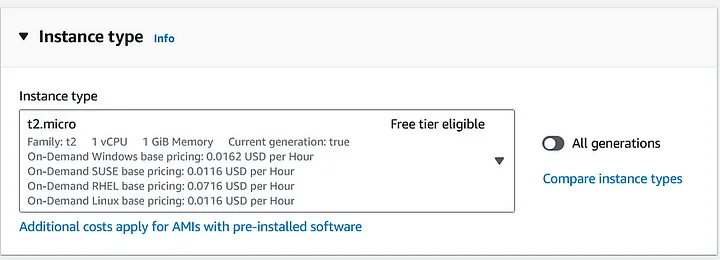 Instance type Info
Instance type
t2.micro Free tier eligible
Family: t2 1 vCPU 1 GiB Memory Current generation: true
On-Demand Windows base pricing: 0.0162 USD per Hour
On-Demand SUSE base pricing: 0.0116 USD per Hour
On-Demand RHEL base pricing: 0.0716 USD per Hour
On-Demand Linux base pricing: 0.0116 USD per Hour
All generations
Compare instance types
Additional costs apply for AMIs with pre-installed software